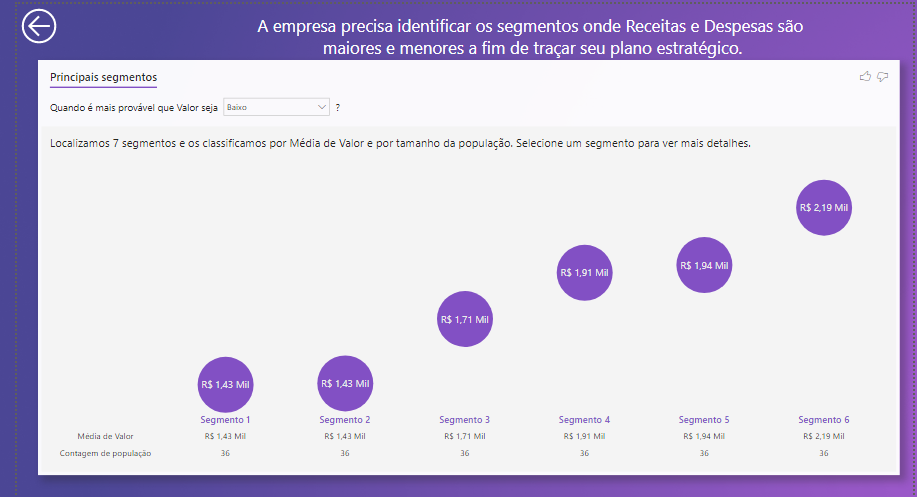 A empresa precisa identificar os segmentos onde Receitas e Despesas são
maiores e menores a fim de traçar seu plano estratégico.
Principais segmentos
Quando é mais provável que Valor seja Baixo ?
Localizamos 7 segmentos e os classificamos por Média de Valor e por tamanho da população. Selecione um segmento para ver mais detalhes.
R$ 2,19 Mil
R$ 1,94 Mil
R$ 1,91 Mil
R$ 1,71 Mil
R$ 1,43 Mil R$ 1,43 Mil
Segmento 1 Segmento 2 Segmento 3 Segmento 4 Segmento 5 Segmento 6
Média de Valor R$ 1,43 Mil R$ 1,43 Mil R$ 1,71 Mil R$ 1,91 Mil R$ 1,94 Mil R$ 2,19 Mil
Contagem de população 36 36 36 36 36 36